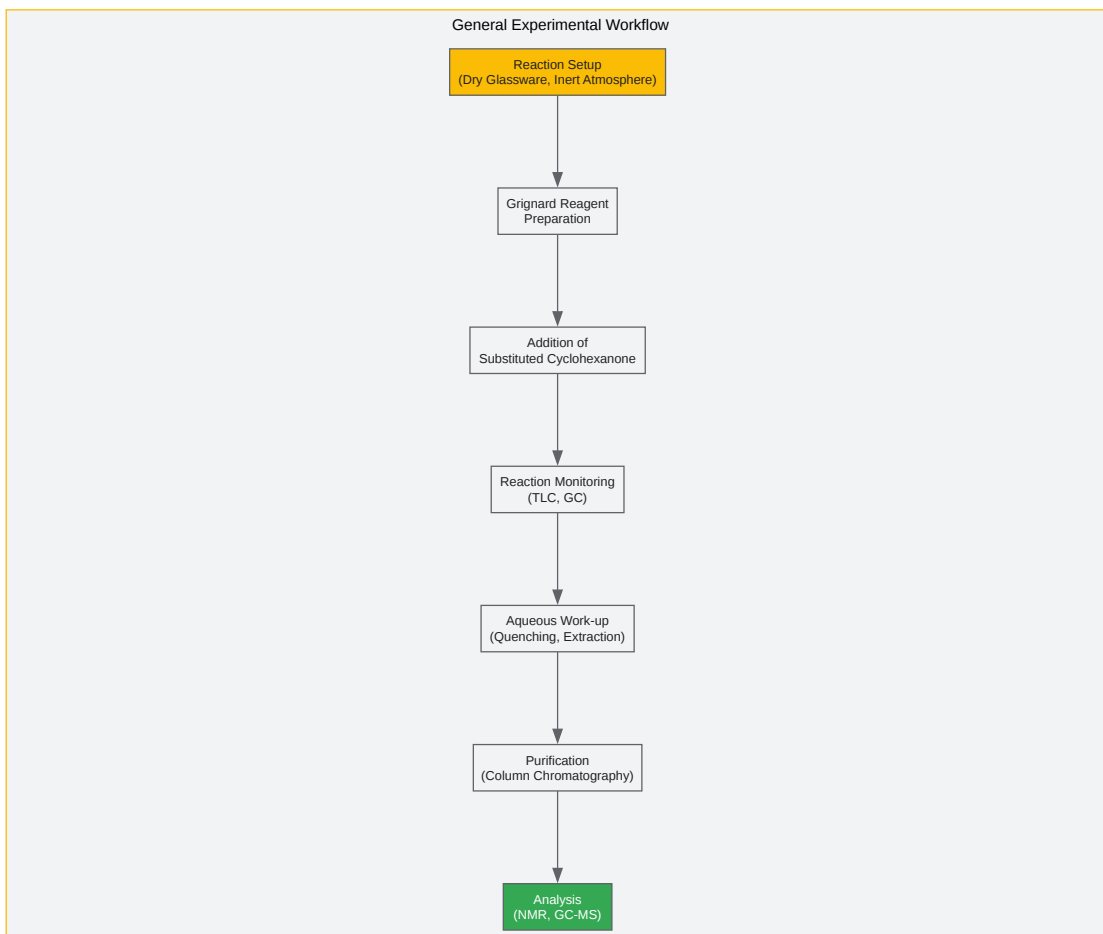 General Experimental Workflow
Reaction Setup
(Dry Glassware, Inert Atmosphere)
Grignard Reagent
Preparation
Addition of
Substituted Cyclohexanone
Reaction Monitoring
(TLC, GC)
Aqueous Work-up
(Quenching, Extraction)
Purification
(Column Chromatography)
Analysis
(NMR, GC-MS)